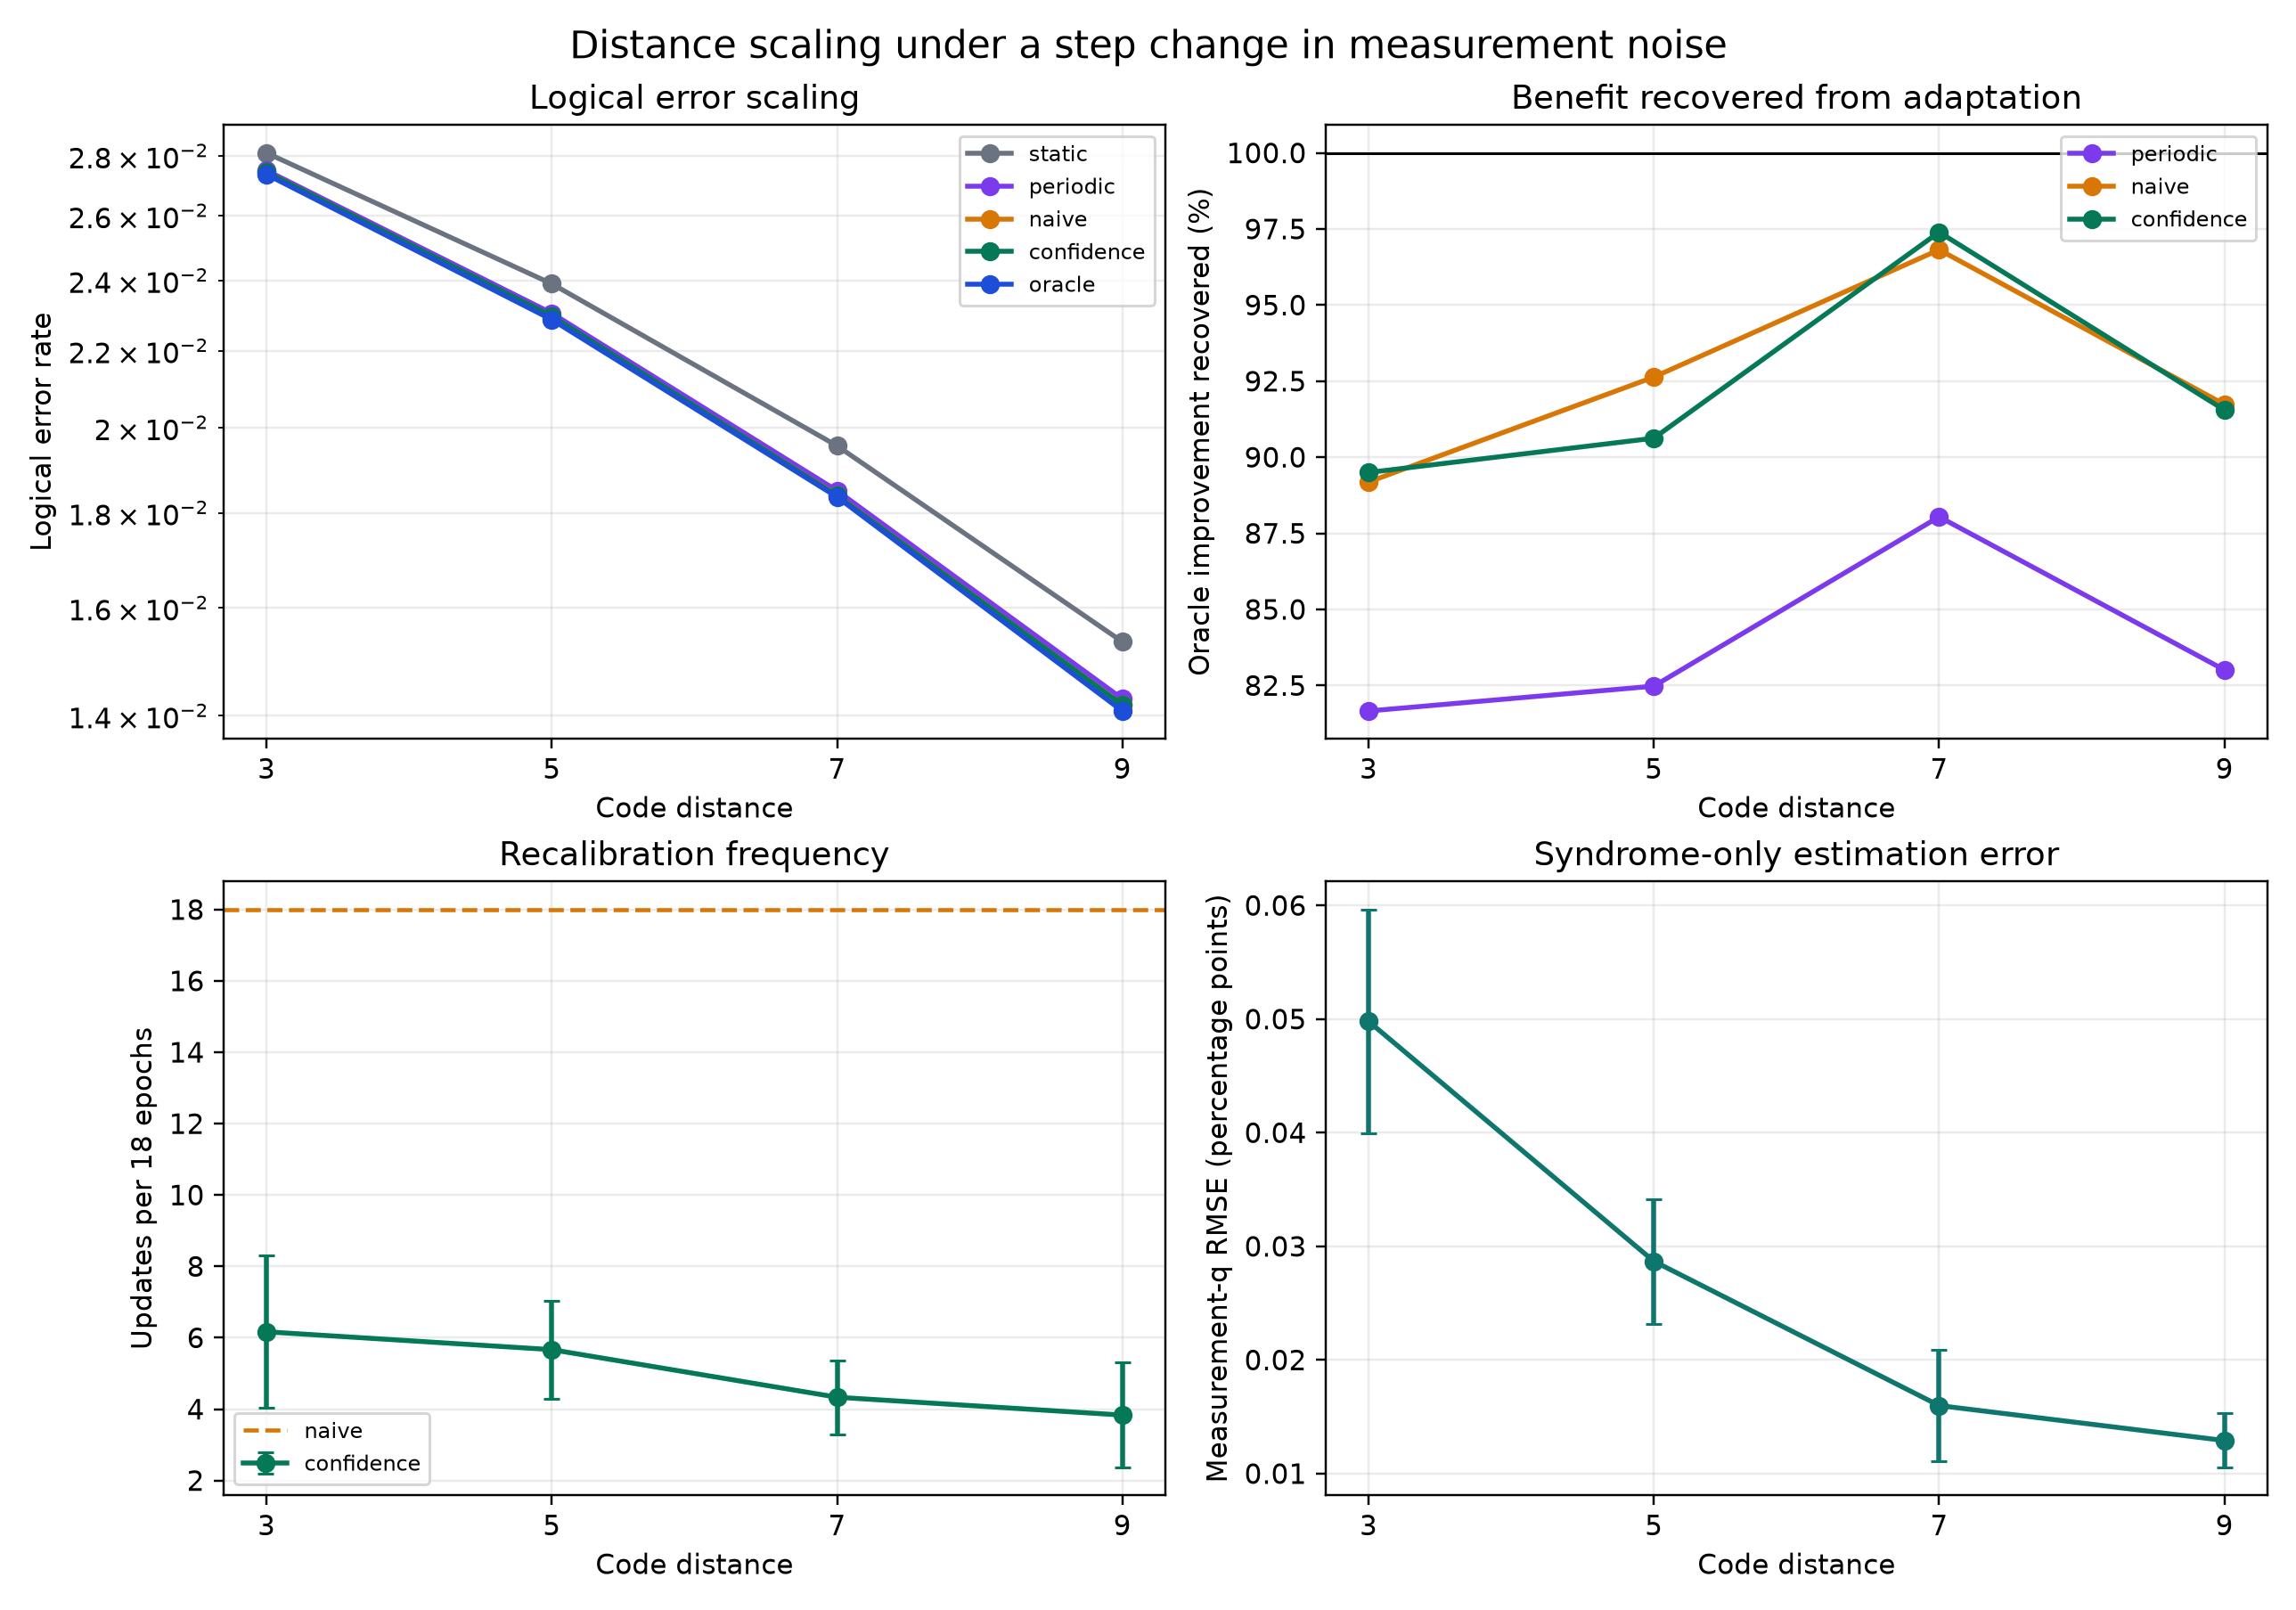 Distance scaling under a step change in measurement noise
Logical error scaling
Logical error rate
2.8 × 10⁻²
2.6 × 10⁻²
2.4 × 10⁻²
2.2 × 10⁻²
2 × 10⁻²
1.8 × 10⁻²
1.6 × 10⁻²
1.4 × 10⁻²
static
periodic
naive
confidence
oracle
3 5 7 9
Code distance
Benefit recovered from adaptation
Oracle improvement recovered (%)
100.0
97.5
95.0
92.5
90.0
87.5
85.0
82.5
periodic
naive
confidence
3 5 7 9
Code distance
Recalibration frequency
Updates per 18 epochs
18
16
14
12
10
8
6
4
2
naive
confidence
3 5 7 9
Code distance
Syndrome-only estimation error
Measurement-q RMSE (percentage points)
0.06
0.05
0.04
0.03
0.02
0.01
3 5 7 9
Code distance